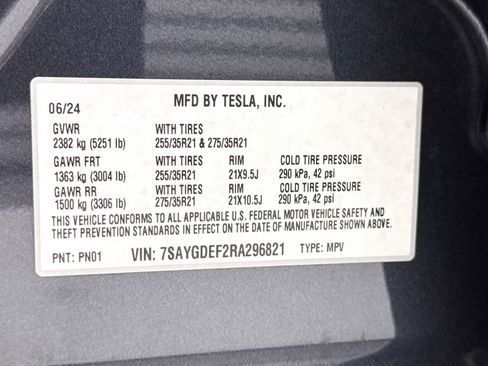 06/24 MFD BY TESLA, INC.
GVWR WITH TIRES
2382 kg (5251 lb) 255/35R21 & 275/35R21
GAWR FRT WITH TIRES RIM COLD TIRE PRESSURE
1363 kg (3004 lb) 255/35R21 21X9.5J 290 kPa, 42 psi
GAWR RR WITH TIRES RIM COLD TIRE PRESSURE
1500 kg (3306 lb) 275/35R21 21X10.5J 290 kPa, 42 psi
THIS VEHICLE CONFORMS TO ALL APPLICABLE U.S. FEDERAL MOTOR VEHICLE SAFETY AND
THEFT PREVENTION STANDARDS IN EFFECT ON THE DATE OF MANUFACTURE SHOWN ABOVE.
PNT: PN01 VIN: 7SAYGDEF2RA296821 TYPE: MPV